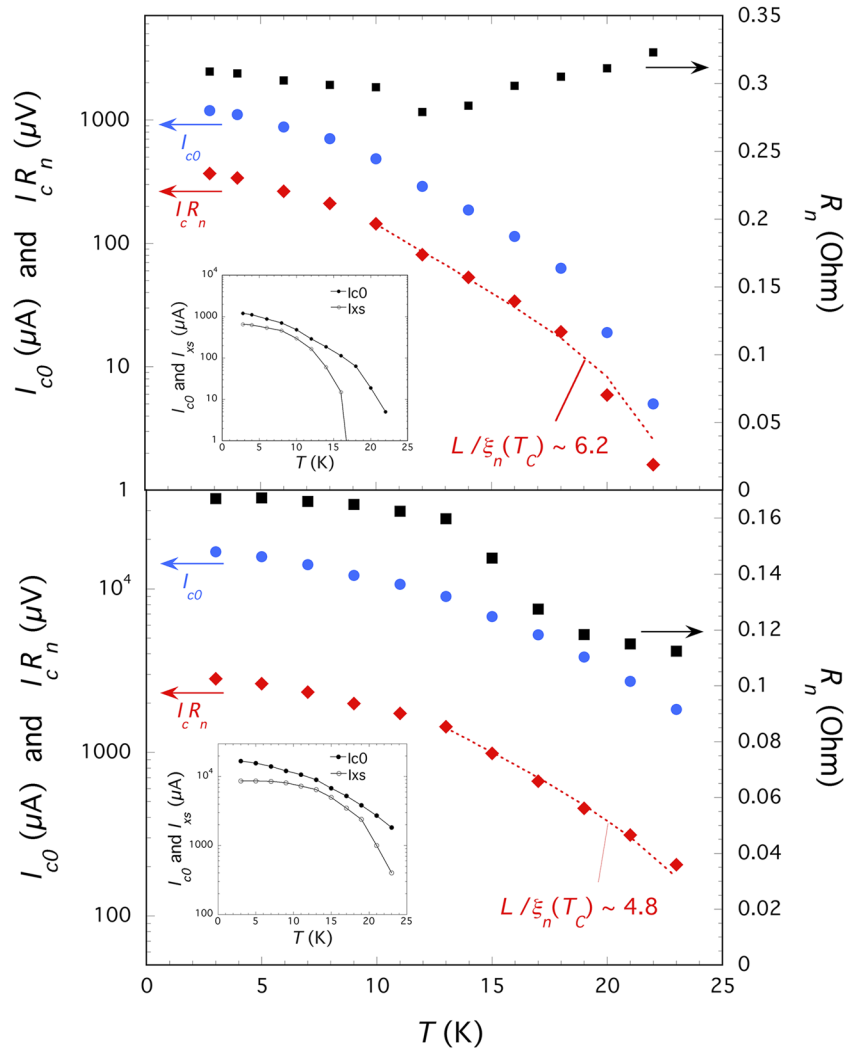 0.35
0.3
0.25
0.2
0.15
0.1
0.05
0
R_n (Ohm)
1000
100
10
1
I_c0 (μA) and I_cR_n (μV)
I_c0
I_cR_n
L /ξ_n(T_C) ~ 6.2
10^4
1000
100
10
1
I_c0 and I_xs (μA)
Ic0
Ixs
0 5 10 15 20 25
T (K)
0.16
0.14
0.12
0.1
0.08
0.06
0.04
0.02
0
R_n (Ohm)
10^4
1000
100
I_c0 (μA) and I_cR_n (μV)
I_c0
I_cR_n
L /ξ_n(T_C) ~ 4.8
10^4
1000
100
I_c0 and I_xs (μA)
Ic0
Ixs
0 5 10 15 20 25
T (K)
0 5 10 15 20 25
T (K)